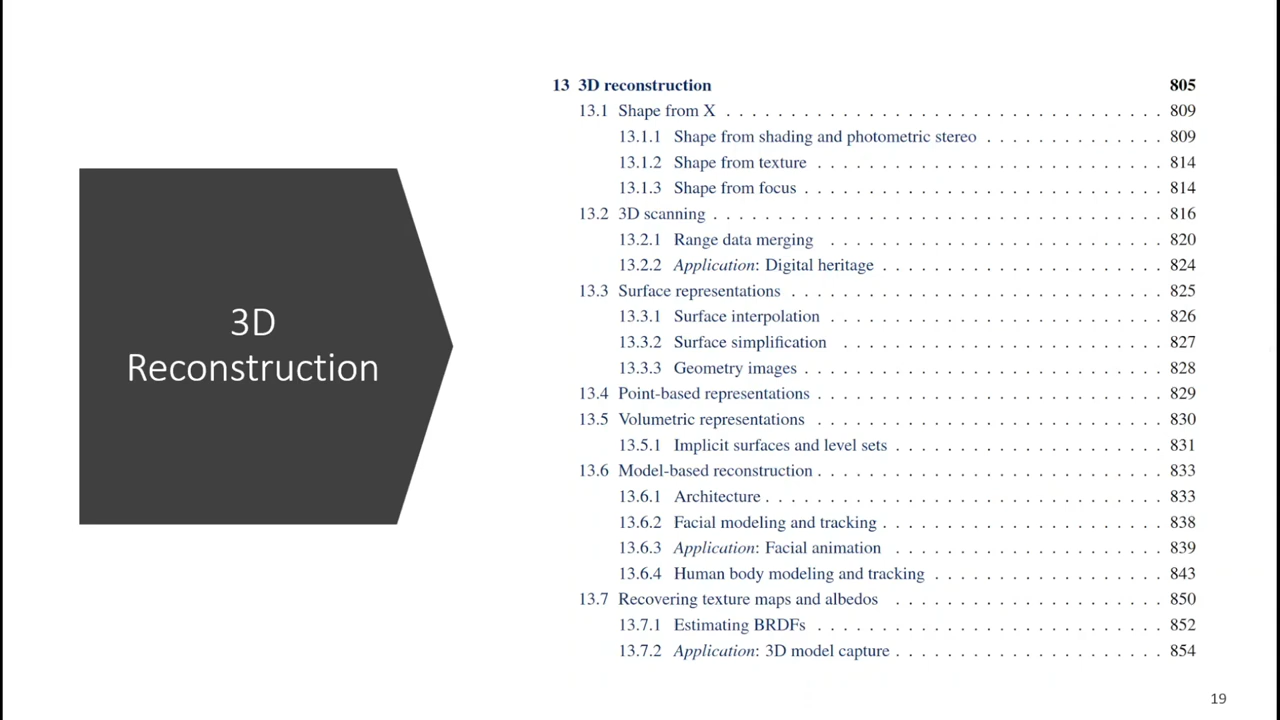 3D
Reconstruction
13 3D reconstruction 805
13.1 Shape from X . . . . . . . . . . . . . . . . . . . . . . . . . . . . . . . . . . 809
13.1.1 Shape from shading and photometric stereo . . . . . . . . . . . . . . 809
13.1.2 Shape from texture . . . . . . . . . . . . . . . . . . . . . . . . . . . 814
13.1.3 Shape from focus . . . . . . . . . . . . . . . . . . . . . . . . . . . . 814
13.2 3D scanning . . . . . . . . . . . . . . . . . . . . . . . . . . . . . . . . . . . 816
13.2.1 Range data merging . . . . . . . . . . . . . . . . . . . . . . . . . . 820
13.2.2 Application: Digital heritage . . . . . . . . . . . . . . . . . . . . . . 824
13.3 Surface representations . . . . . . . . . . . . . . . . . . . . . . . . . . . . . 825
13.3.1 Surface interpolation . . . . . . . . . . . . . . . . . . . . . . . . . . 826
13.3.2 Surface simplification . . . . . . . . . . . . . . . . . . . . . . . . . 827
13.3.3 Geometry images . . . . . . . . . . . . . . . . . . . . . . . . . . . . 828
13.4 Point-based representations . . . . . . . . . . . . . . . . . . . . . . . . . . . 829
13.5 Volumetric representations . . . . . . . . . . . . . . . . . . . . . . . . . . . 830
13.5.1 Implicit surfaces and level sets . . . . . . . . . . . . . . . . . . . . . 831
13.6 Model-based reconstruction . . . . . . . . . . . . . . . . . . . . . . . . . . . 833
13.6.1 Architecture . . . . . . . . . . . . . . . . . . . . . . . . . . . . . . . 833
13.6.2 Facial modeling and tracking . . . . . . . . . . . . . . . . . . . . . . 838
13.6.3 Application: Facial animation . . . . . . . . . . . . . . . . . . . . . 839
13.6.4 Human body modeling and tracking . . . . . . . . . . . . . . . . . . 843
13.7 Recovering texture maps and albedos . . . . . . . . . . . . . . . . . . . . . 850
13.7.1 Estimating BRDFs . . . . . . . . . . . . . . . . . . . . . . . . . . . 852
13.7.2 Application: 3D model capture . . . . . . . . . . . . . . . . . . . . . 854
19